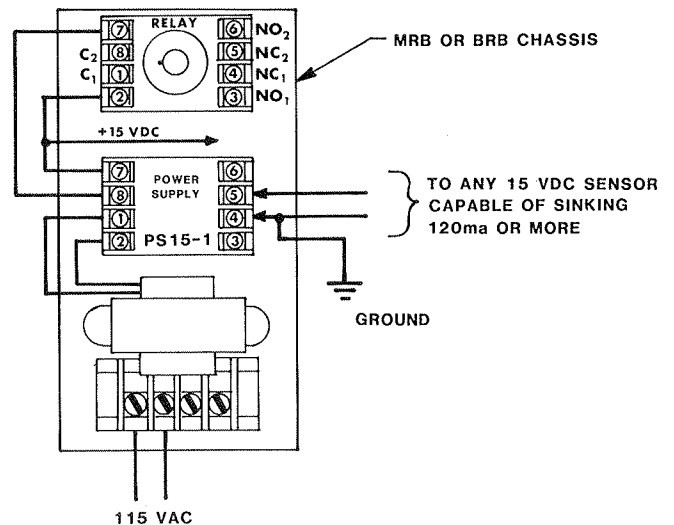 RELAY
7 6 NO2
C2 8 5 NC2
C1 1 4 NC1
2 3 NO1
MRB OR BRB CHASSIS
+15 VDC
7 POWER 6
8 SUPPLY 5
1 4
2 PS15-1 3
TO ANY 15 VDC SENSOR
CAPABLE OF SINKING
120ma OR MORE
GROUND
115 VAC